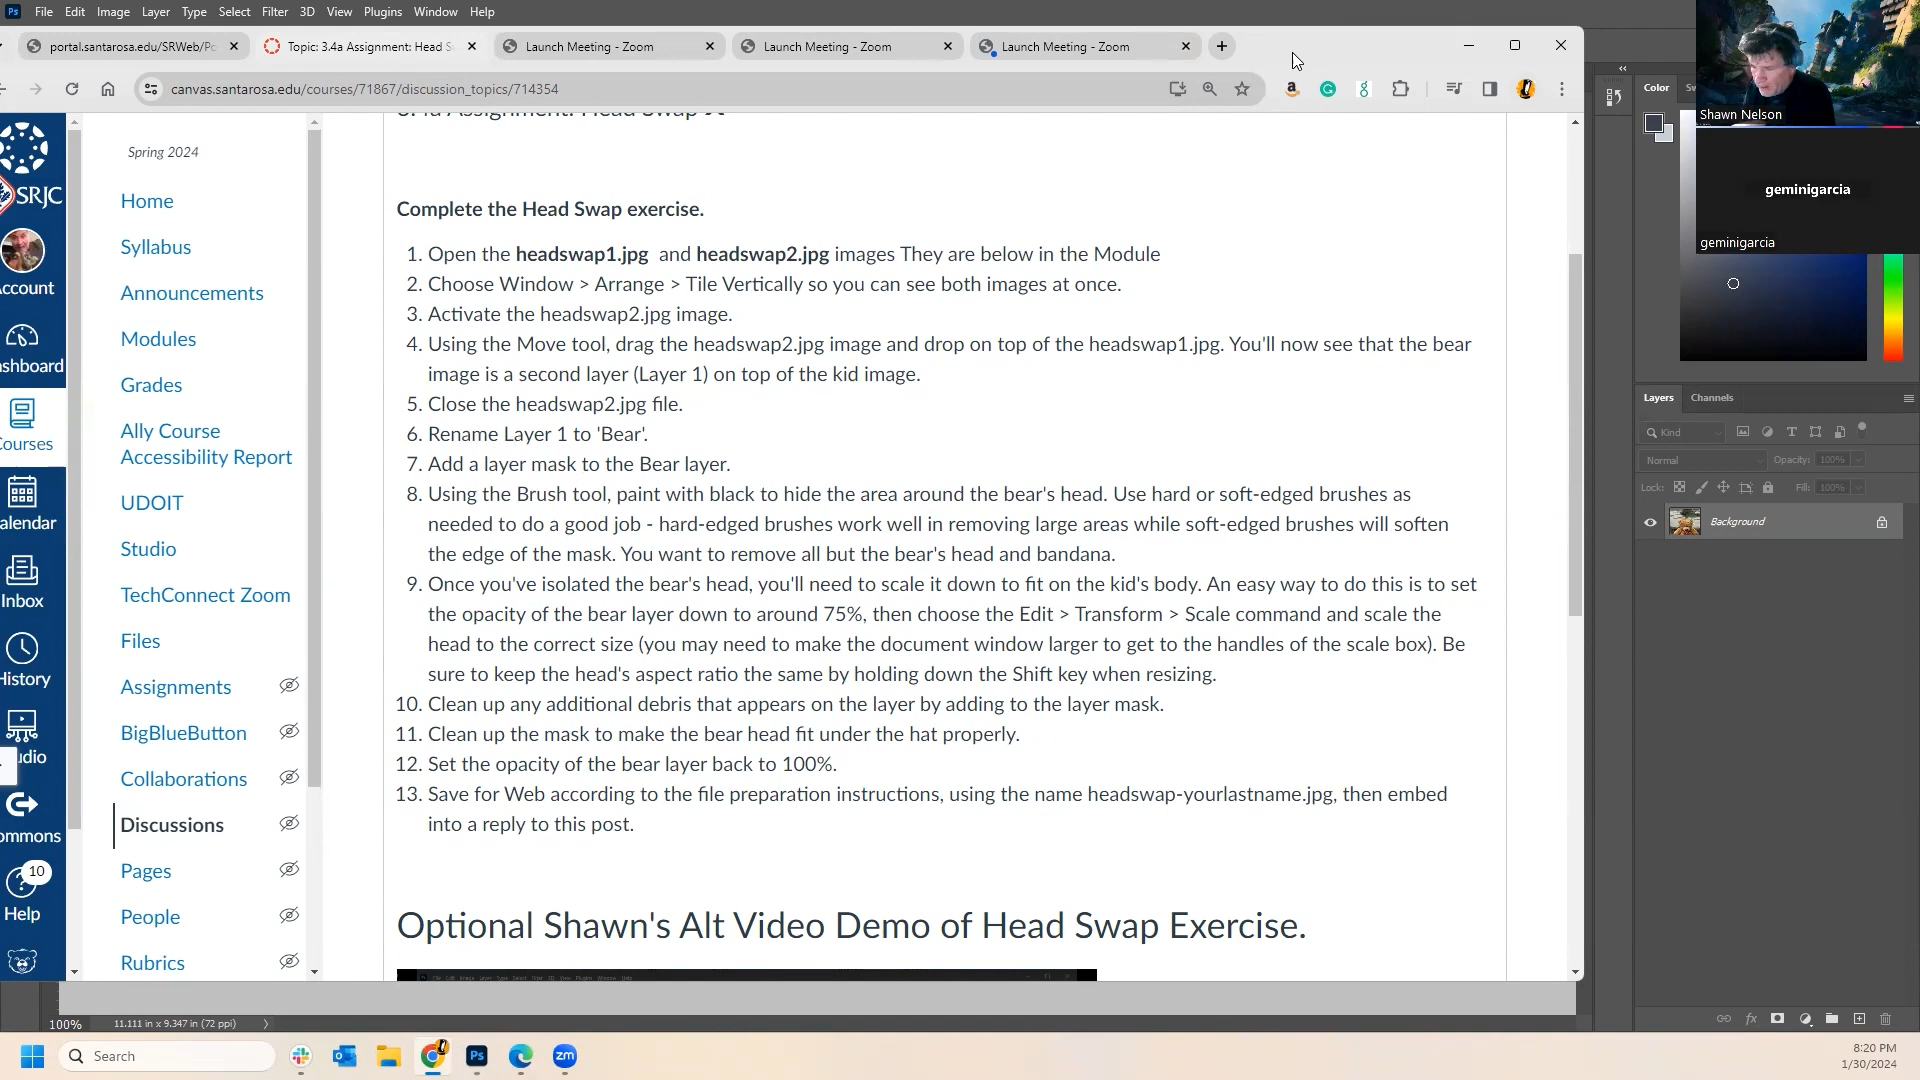 File Edit Image Layer Type Select Filter 3D View Plugins Window Help
portal.santarosa.edu/SRWeb/Po
Topic: 3.4a Assignment: Head S
Launch Meeting - Zoom
Launch Meeting - Zoom
Launch Meeting - Zoom
canvas.santarosa.edu/courses/71867/discussion_topics/714354
SRJC
Account
ashboard
Courses
alendar
Inbox
History
udio
ommons
10
Help
Spring 2024
Home
Syllabus
Announcements
Modules
Grades
Ally Course
Accessibility Report
UDOIT
Studio
TechConnect Zoom
Files
Assignments
BigBlueButton
Collaborations
Discussions
Pages
People
Rubrics
Complete the Head Swap exercise.
1. Open the headswap1.jpg and headswap2.jpg images They are below in the Module
2. Choose Window > Arrange > Tile Vertically so you can see both images at once.
3. Activate the headswap2.jpg image.
4. Using the Move tool, drag the headswap2.jpg image and drop on top of the headswap1.jpg. You'll now see that the bear
image is a second layer (Layer 1) on top of the kid image.
5. Close the headswap2.jpg file.
6. Rename Layer 1 to 'Bear'.
7. Add a layer mask to the Bear layer.
8. Using the Brush tool, paint with black to hide the area around the bear's head. Use hard or soft-edged brushes as
needed to do a good job - hard-edged brushes work well in removing large areas while soft-edged brushes will soften
the edge of the mask. You want to remove all but the bear's head and bandana.
9. Once you've isolated the bear's head, you'll need to scale it down to fit on the kid's body. An easy way to do this is to set
the opacity of the bear layer down to around 75%, then choose the Edit > Transform > Scale command and scale the
head to the correct size (you may need to make the document window larger to get to the handles of the scale box). Be
sure to keep the head's aspect ratio the same by holding down the Shift key when resizing.
10. Clean up any additional debris that appears on the layer by adding to the layer mask.
11. Clean up the mask to make the bear head fit under the hat properly.
12. Set the opacity of the bear layer back to 100%.
13. Save for Web according to the file preparation instructions, using the name headswap-yourlastname.jpg, then embed
into a reply to this post.
Optional Shawn's Alt Video Demo of Head Swap Exercise.
Shawn Nelson
geminigarcia
geminigarcia
Color
Layers Channels
Kind
Normal Opacity: 100%
Lock: Fill: 100%
Background
100% 11.111 in x 9.347 in (72 ppi)
Search
8:20 PM
1/30/2024